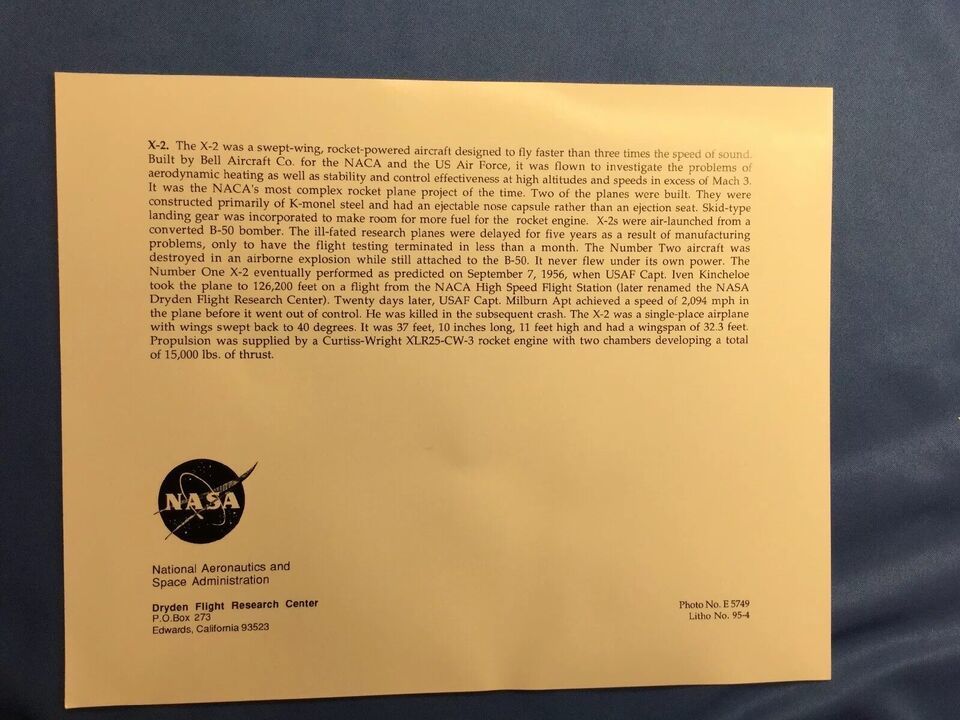 X-2. The X-2 was a swept-wing, rocket-powered aircraft designed to fly faster than three times the speed of sound.
Built by Bell Aircraft Co. for the NACA and the US Air Force, it was flown to investigate the problems of
aerodynamic heating as well as stability and control effectiveness at high altitudes and speeds in excess of Mach 3.
It was the NACA's most complex rocket plane project of the time. Two of the planes were built. They were
constructed primarily of K-monel steel and had an ejectable nose capsule rather than an ejection seat. Skid-type
landing gear was incorporated to make room for more fuel for the rocket engine. X-2s were air-launched from a
converted B-50 bomber. The ill-fated research planes were delayed for five years as a result of manufacturing
problems, only to have the flight testing terminated in less than a month. The Number Two aircraft was
destroyed in an airborne explosion while still attached to the B-50. It never flew under its own power. The
Number One X-2 eventually performed as predicted on September 7, 1956, when USAF Capt. Iven Kincheloe
took the plane to 126,200 feet on a flight from the NACA High Speed Flight Station (later renamed the NASA
Dryden Flight Research Center). Twenty days later, USAF Capt. Milburn Apt achieved a speed of 2,094 mph in
the plane before it went out of control. He was killed in the subsequent crash. The X-2 was a single-place airplane
with wings swept back to 40 degrees. It was 37 feet, 10 inches long, 11 feet high and had a wingspan of 32.3 feet.
Propulsion was supplied by a Curtiss-Wright XLR25-CW-3 rocket engine with two chambers developing a total
of 15,000 lbs. of thrust.
NASA
National Aeronautics and
Space Administration
Dryden Flight Research Center
P.O.Box 273
Edwards, California 93523
Photo No. E 5749
Litho No. 95-4